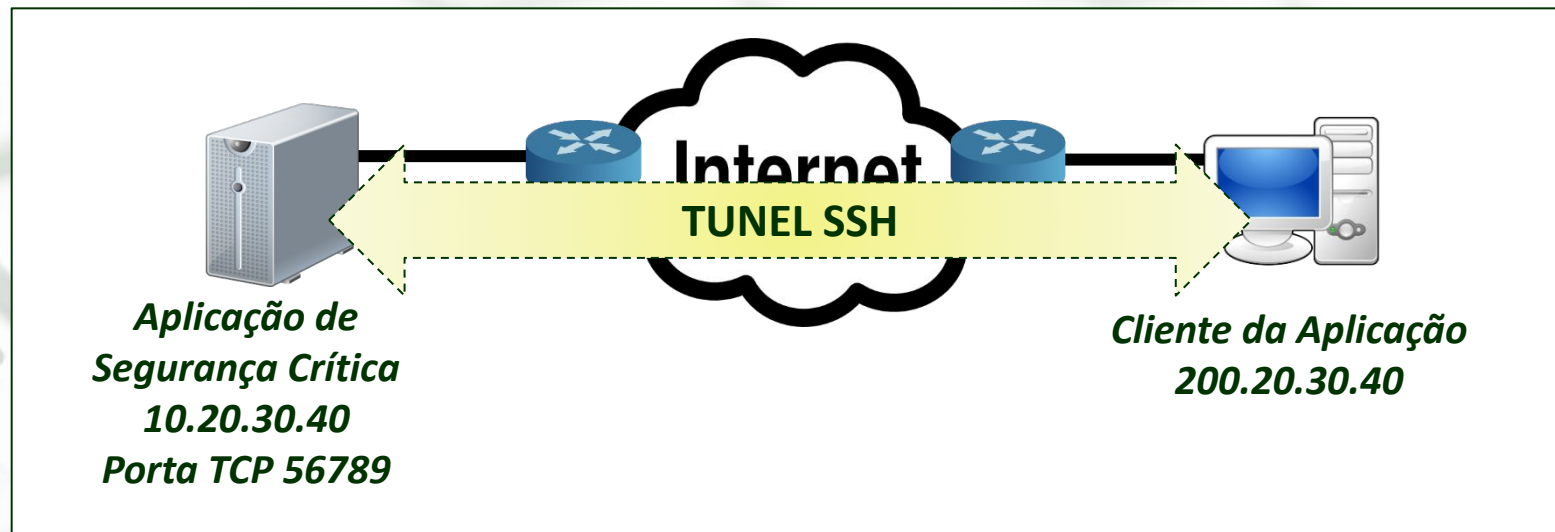 Internet
TUNEL SSH
Aplicação de
Segurança Crítica
10.20.30.40
Porta TCP 56789
Cliente da Aplicação
200.20.30.40